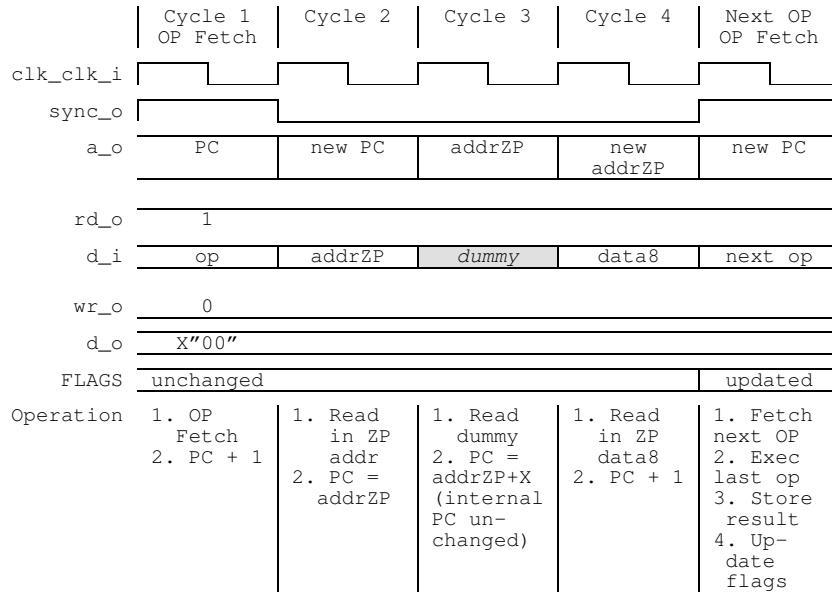 Cycle 1 Cycle 2 Cycle 3 Cycle 4 Next OP
OP Fetch OP Fetch
clk_clk_i
sync_o
a_o PC new PC addrZP new new PC
addrZP
rd_o 1
d_i op addrZP dummy data8 next op
wr_o 0
d_o X"00"
FLAGS unchanged updated
Operation 1. OP 1. Read 1. Read 1. Read 1. Fetch
Fetch in ZP dummy in ZP next OP
2. PC + 1 addr 2. PC = data8 2. Exec
2. PC = addrZP+X 2. PC + 1 last op
addrZP (internal 3. Store
PC un- result
changed) 4. Up-
date
flags